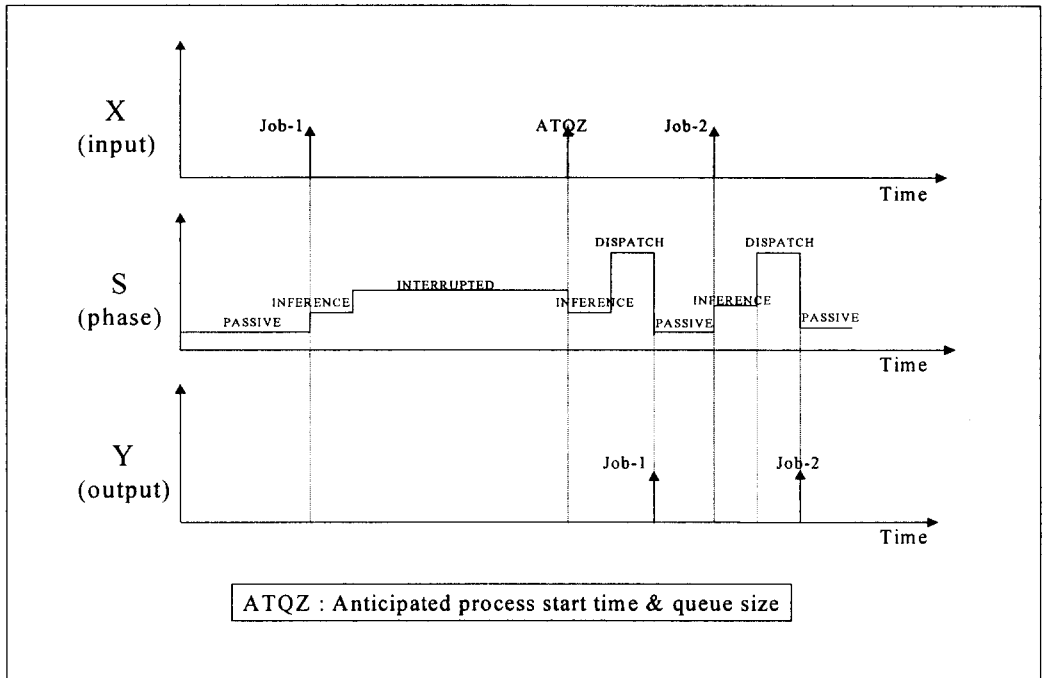 X
(input)
Job-1
ATQZ
Job-2
Time
S
(phase)
PASSIVE
INFERENCE
INTERRUPTED
INFERENCE
DISPATCH
PASSIVE
INFERENCE
DISPATCH
PASSIVE
Time
Y
(output)
Job-1
Job-2
Time
ATQZ : Anticipated process start time & queue size